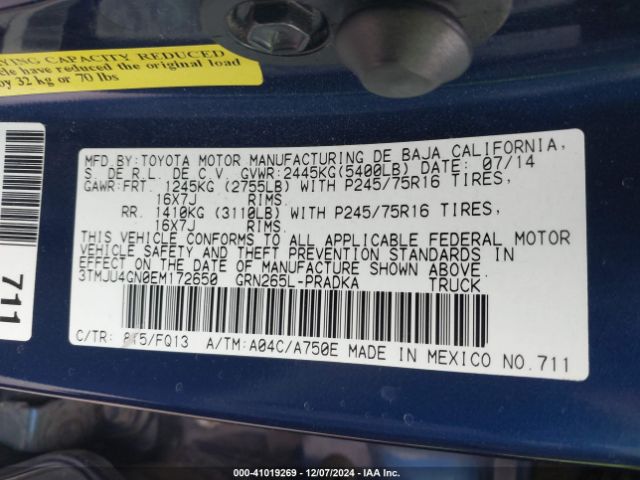 YING CAPACITY REDUCED
cle have reduced the original load
by 32 kg or 70 lbs
711
MFD.BY:TOYOTA MOTOR MANUFACTURING DE BAJA CALIFORNIA,
S. DE R.L. DE C.V. GVWR:2445KG(5400LB) DATE: 07/14
GAWR:FRT. 1245KG (2755LB) WITH P245/75R16 TIRES,
16X7J RIMS.
RR. 1410KG (3110LB) WITH P245/75R16 TIRES,
16X7J RIMS.
THIS VEHICLE CONFORMS TO ALL APPLICABLE FEDERAL MOTOR
VEHICLE SAFETY AND THEFT PREVENTION STANDARDS IN
EFFECT ON THE DATE OF MANUFACTURE SHOWN ABOVE.
3TMJU4GN0EM172650 GRN265L-PRADKA TRUCK
C/TR: /FQ13 A/TM:A04C/A750E MADE IN MEXICO NO.711
000-41019269 • 12/07/2024 • IAA Inc.